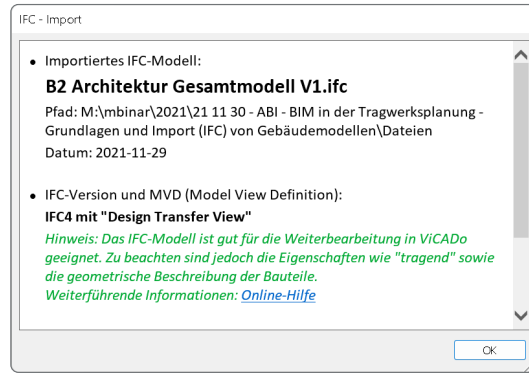 IFC - Import
• Importiertes IFC-Modell:
B2 Architektur Gesamtmodell V1.ifc
Pfad: M:\mbinar\2021\21 11 30 - ABI - BIM in der Tragwerksplanung -
Grundlagen und Import (IFC) von Gebäudemodellen\Dateien
Datum: 2021-11-29
• IFC-Version und MVD (Model View Definition):
IFC4 mit "Design Transfer View"
Hinweis: Das IFC-Modell ist gut für die Weiterbearbeitung in ViCADo
geeignet. Zu beachten sind jedoch die Eigenschaften wie "tragend" sowie
die geometrische Beschreibung der Bauteile.
Weiterführende Informationen: Online-Hilfe
OK